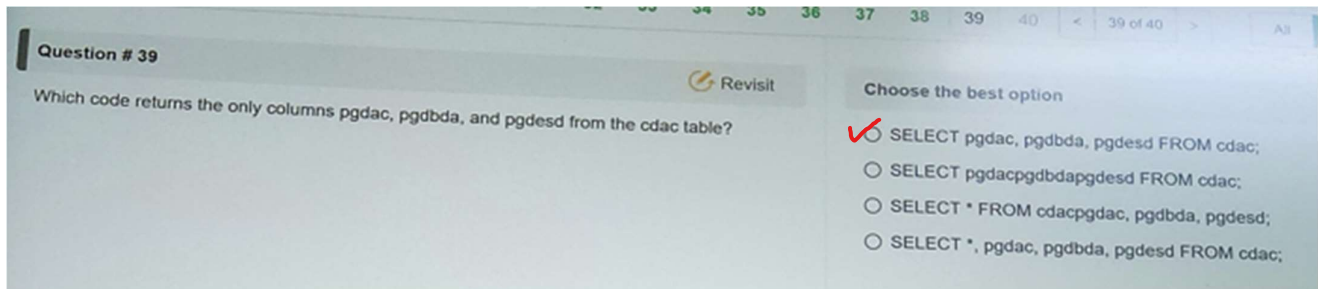 34 35 36 37 38 39 40 < 39 of 40 > All
Question # 39
Revisit
Which code returns the only columns pgdac, pgdbda, and pgdesd from the cdac table?
Choose the best option
SELECT pgdac, pgdbda, pgdesd FROM cdac;
SELECT pgdacpgdbdapgdesd FROM cdac;
SELECT * FROM cdacpgdac, pgdbda, pgdesd;
SELECT *, pgdac, pgdbda, pgdesd FROM cdac;